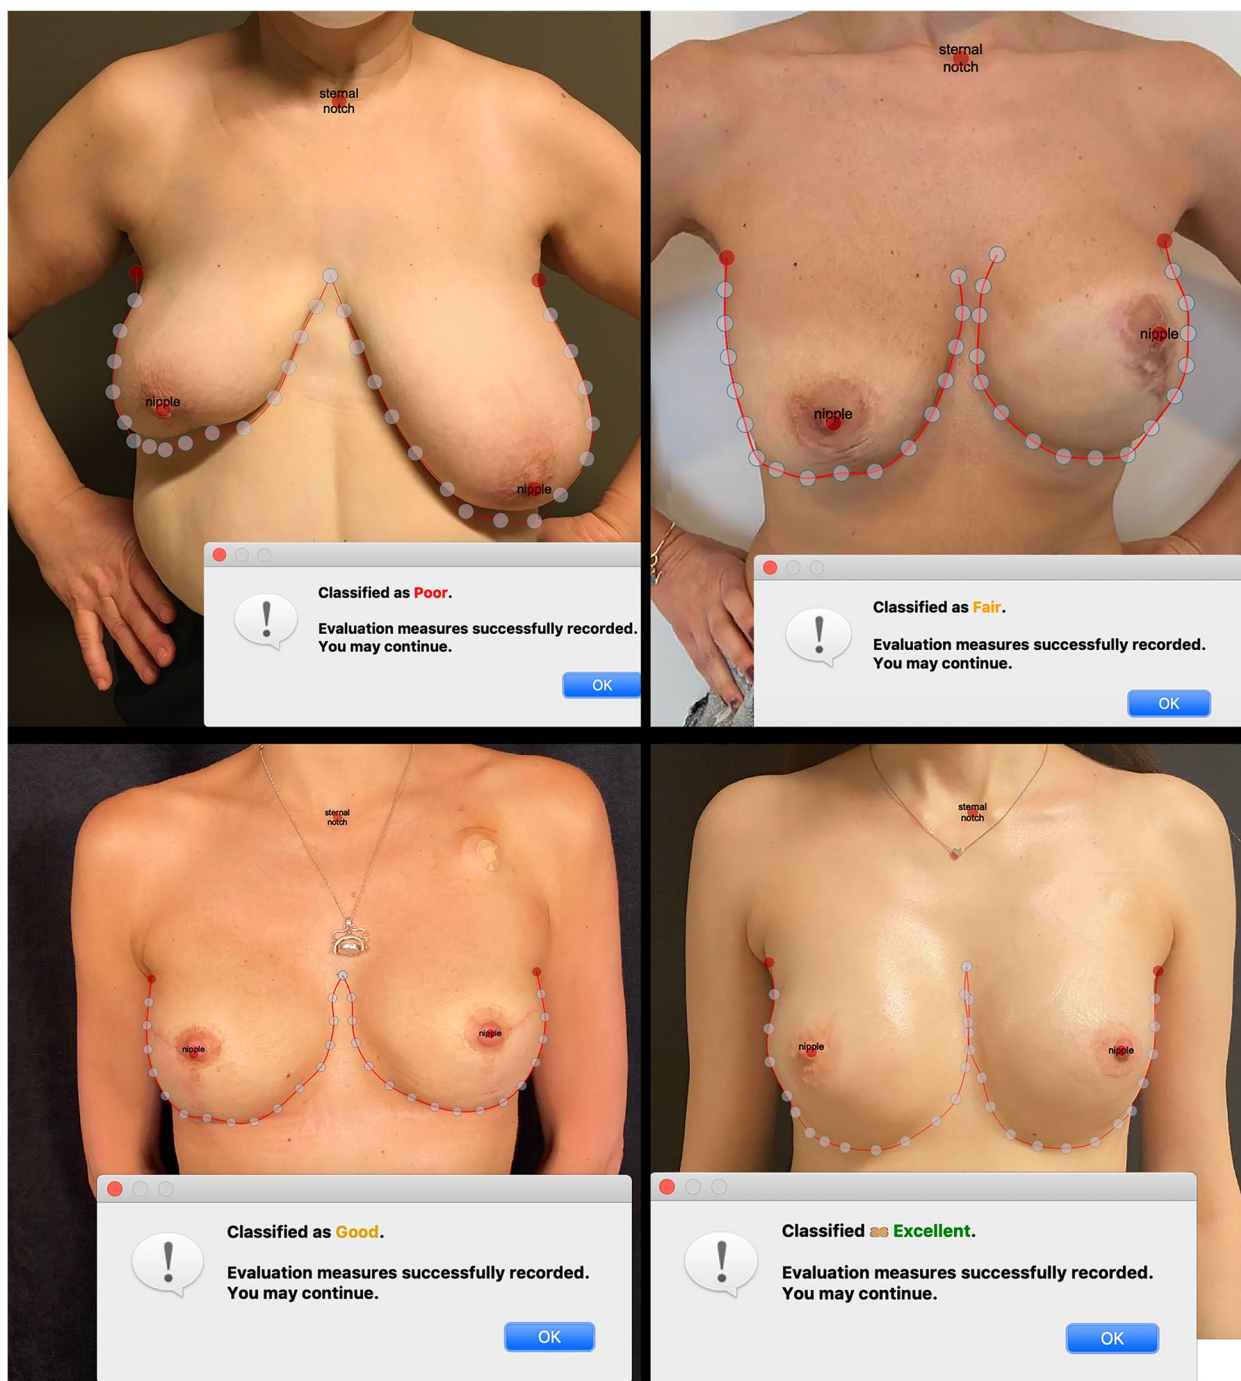 sternal
notch
nipple
nipple
Classified as Poor.
Evaluation measures successfully recorded.
You may continue.
OK
sternal
notch
nipple
nipple
Classified as Fair.
Evaluation measures successfully recorded.
You may continue.
OK
sternal
notch
nipple
nipple
Classified as Good.
Evaluation measures successfully recorded.
You may continue.
OK
sternal
notch
nipple
nipple
Classified Excellent.
Evaluation measures successfully recorded.
You may continue.
OK